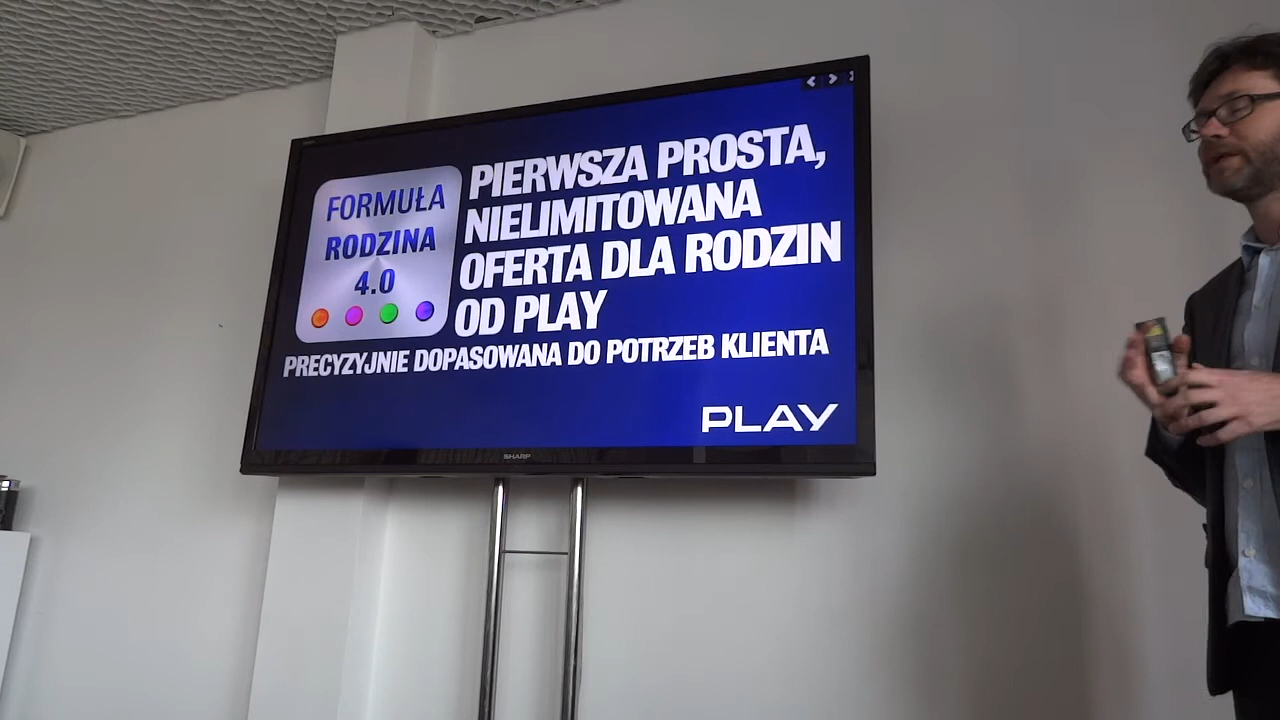 FORMUŁA
RODZINA
4.0
PIERWSZA PROSTA,
NIELIMITOWANA
OFERTA DLA RODZIN
OD PLAY
PRECYZYJNIE DOPASOWANA DO POTRZEB KLIENTA
PLAY
SHARP